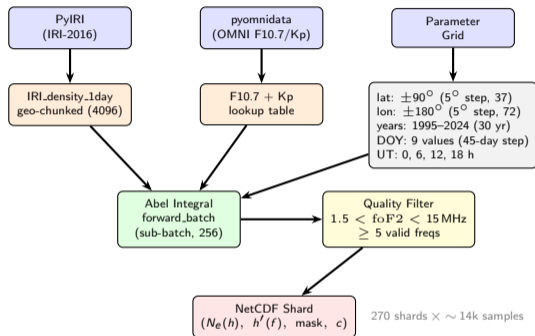 PyIRI
(IRI-2016)
pyomnidata
(OMNI F10.7/Kp)
Parameter
Grid
IRI_density_1day
geo-chunked (4096)
F10.7 + Kp
lookup table
lat: ±90° (5° step, 37)
lon: ±180° (5° step, 72)
years: 1995–2024 (30 yr)
DOY: 9 values (45-day step)
UT: 0, 6, 12, 18 h
Abel Integral
forward_batch
(sub-batch, 256)
Quality Filter
1.5 < foF2 < 15 MHz
≥ 5 valid freqs
NetCDF Shard
(Ne(h), h′(f), mask, c)
270 shards × ∼ 14k samples